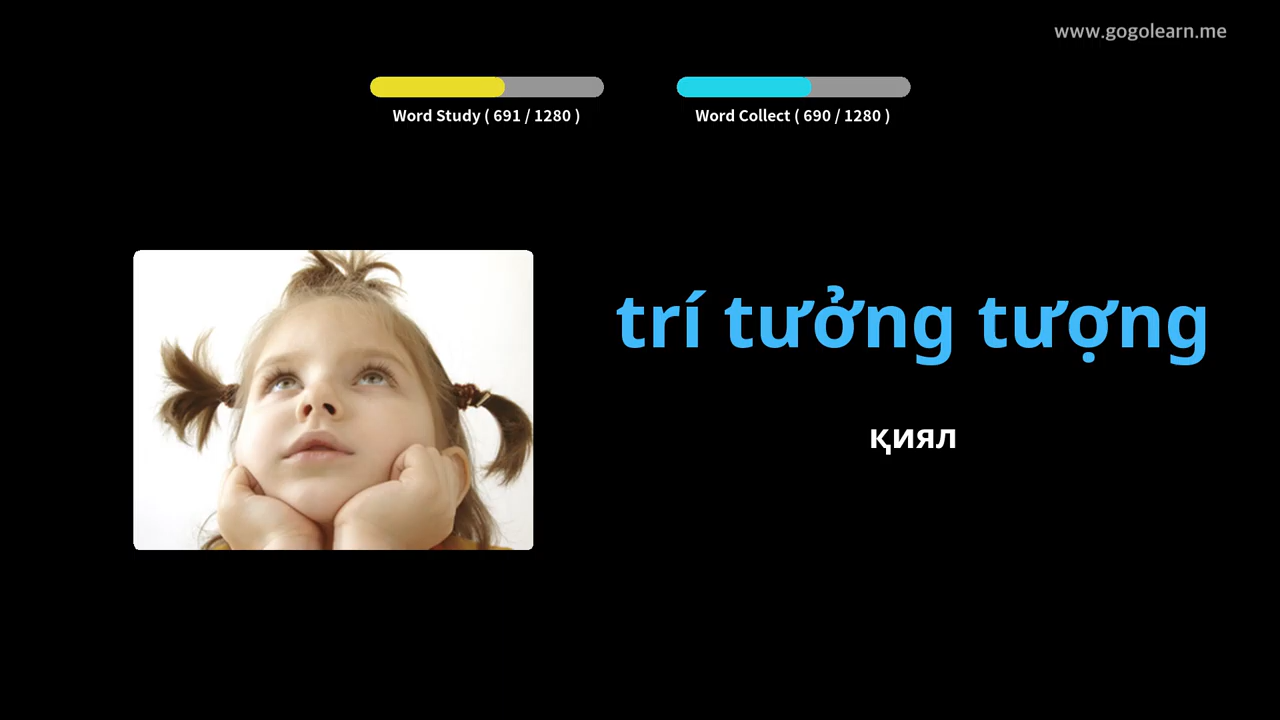 www.gogolearn.me
Word Study ( 691 / 1280 )
Word Collect ( 690 / 1280 )
trí tưởng tượng
қиял